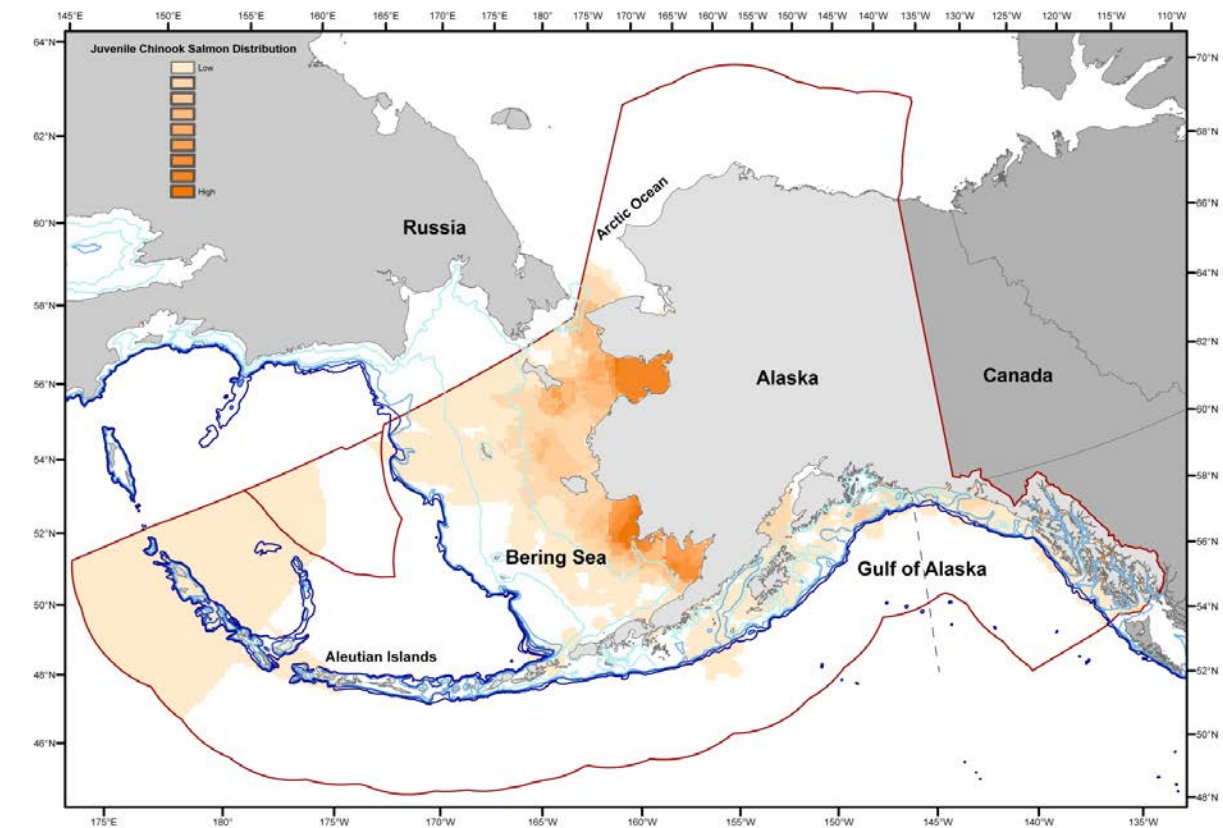 145°E 150°E 155°E 160°E 165°E 170°E 175°E 180° 175°W 170°W 165°W 160°W 155°W 150°W 145°W 140°W 135°W 130°W 125°W 120°W 115°W 110°W
64°N
Juvenile Chinook Salmon Distribution
70°N
Low
62°N
68°N
High
Arctic Ocean
60°N
Russia
66°N
64°N
58°N
62°N
56°N
Alaska
Canada
60°N
54°N
58°N
52°N
56°N
Bering Sea
Gulf of Alaska
50°N
54°N
Aleutian Islands
48°N
52°N
46°N
50°N
48°N
175°E 180° 175°W 170°W 165°W 160°W 155°W 150°W 145°W 140°W 135°W